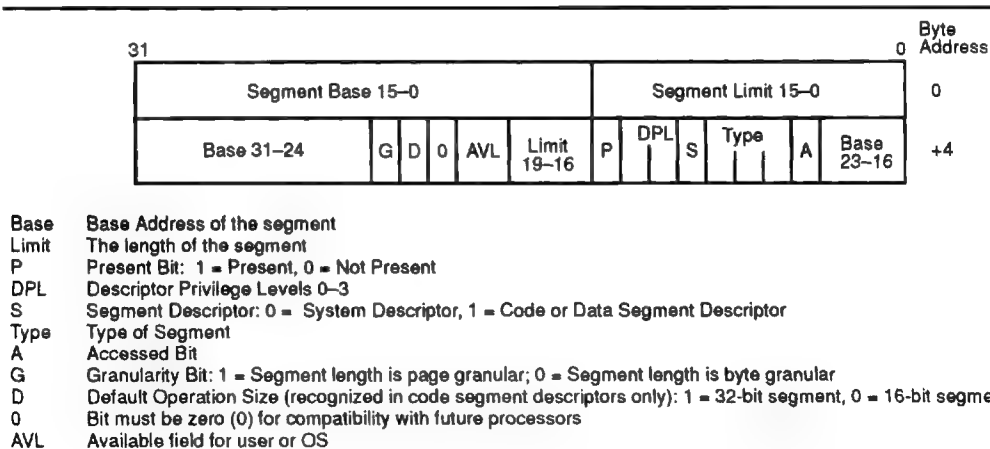 31 0 Byte Address
Segment Base 15–0 Segment Limit 15–0 0
Base 31–24 G D 0 AVL Limit 19–16 P DPL S Type A Base 23–16 +4
Base Base Address of the segment
Limit The length of the segment
P Present Bit: 1 = Present, 0 = Not Present
DPL Descriptor Privilege Levels 0–3
S Segment Descriptor: 0 = System Descriptor, 1 = Code or Data Segment Descriptor
Type Type of Segment
A Accessed Bit
G Granularity Bit: 1 = Segment length is page granular; 0 = Segment length is byte granular
D Default Operation Size (recognized in code segment descriptors only): 1 = 32-bit segment, 0 = 16-bit segme
0 Bit must be zero (0) for compatibility with future processors
AVL Available field for user or OS